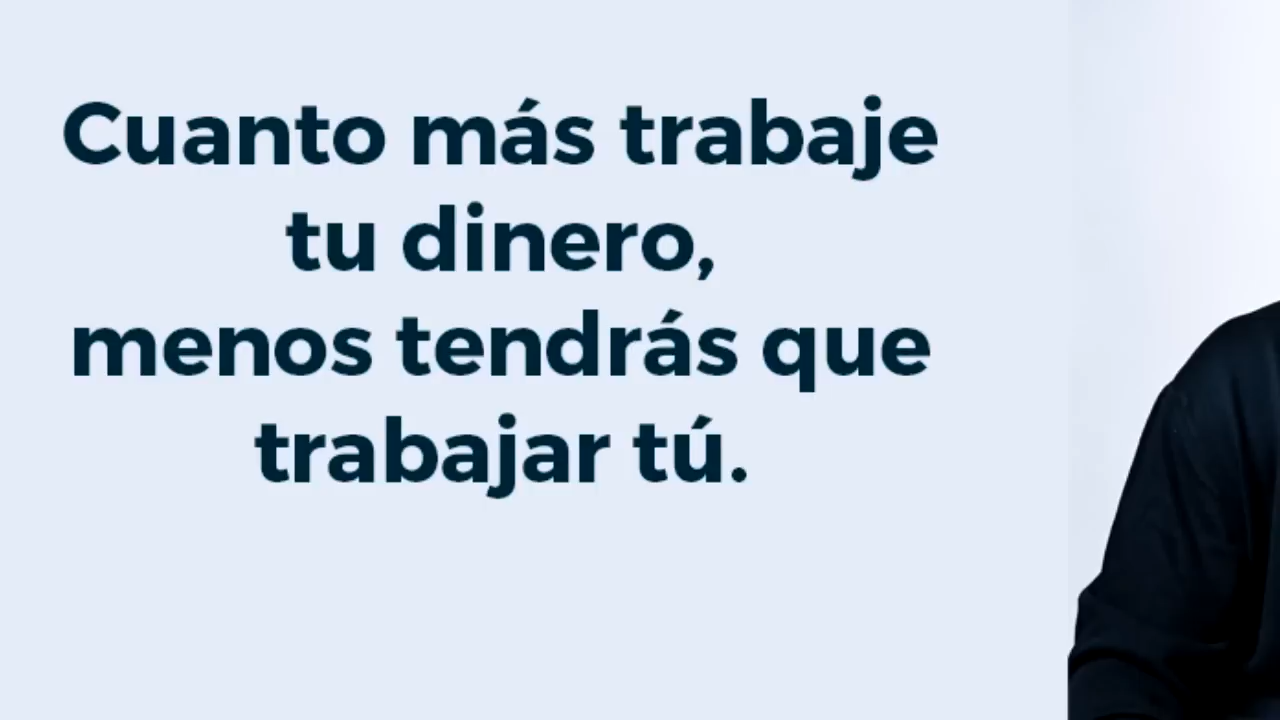 Cuanto más trabaje
tu dinero,
menos tendrás que
trabajar tú.